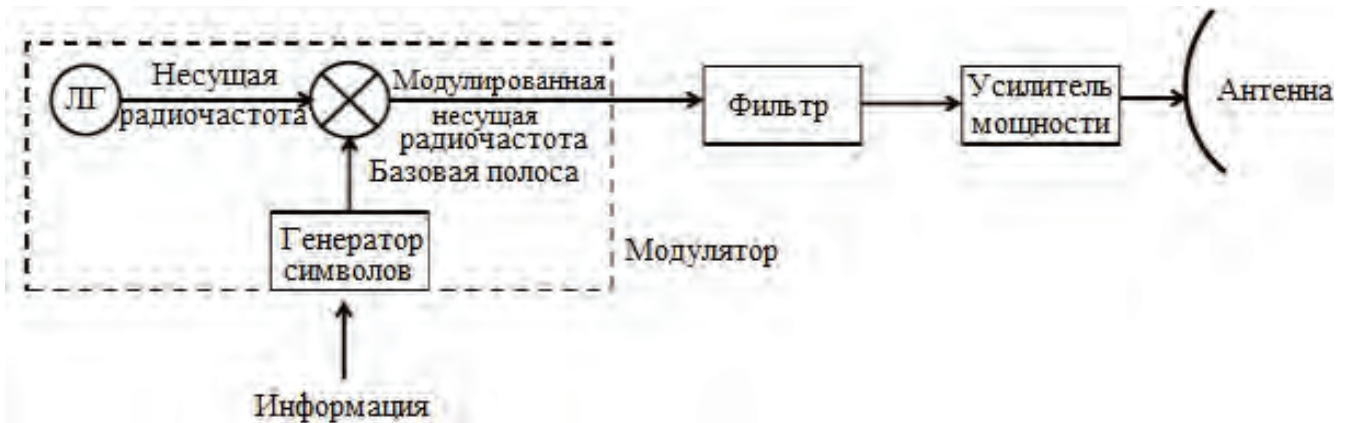 Несущая
ЛГ
радиочастота
Модулированная
несущая
радиочастота
Базовая полоса
Генератор
символов
Модулятор
Информация
Фильтр
Усилитель
мощности
Антенна